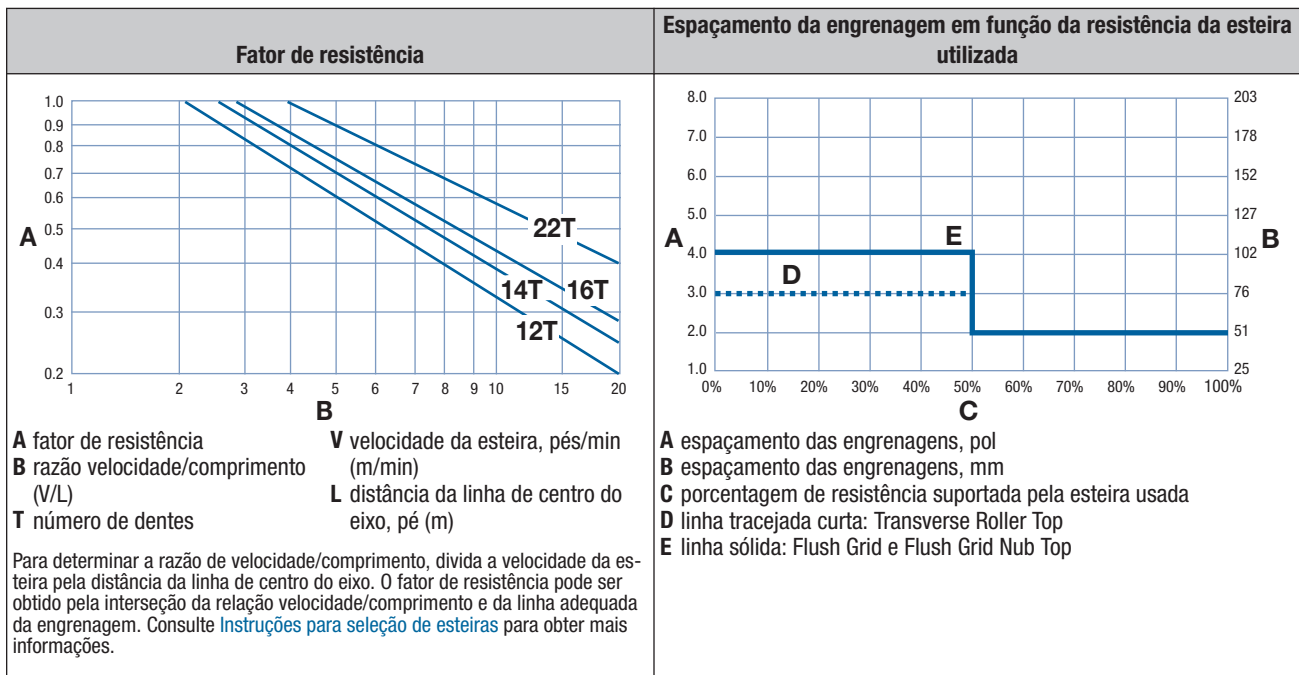 Fator de resistência
Espaçamento da engrenagem em função da resistência da esteira
utilizada
1.0
0.9
0.8
0.7
0.6
0.5
0.4
0.3
0.2
A
22T
14T
16T
12T
1 2 3 4 5 6 7 8 9 10 15 20
B
A fator de resistência
B razão velocidade/comprimento
(V/L)
T número de dentes
V velocidade da esteira, pés/min
(m/min)
L distância da linha de centro do
eixo, pé (m)
Para determinar a razão de velocidade/comprimento, divida a velocidade da es-
teira pela distância da linha de centro do eixo. O fator de resistência pode ser
obtido pela interseção da relação velocidade/comprimento e da linha adequada
da engrenagem. Consulte Instruções para seleção de esteiras para obter mais
informações.
8.0
7.0
6.0
5.0
4.0
3.0
2.0
1.0
A
E
D
203
178
152
127
102
76
51
25
B
0% 10% 20% 30% 40% 50% 60% 70% 80% 90% 100%
C
A espaçamento das engrenagens, pol
B espaçamento das engrenagens, mm
C porcentagem de resistência suportada pela esteira usada
D linha tracejada curta: Transverse Roller Top
E linha sólida: Flush Grid e Flush Grid Nub Top